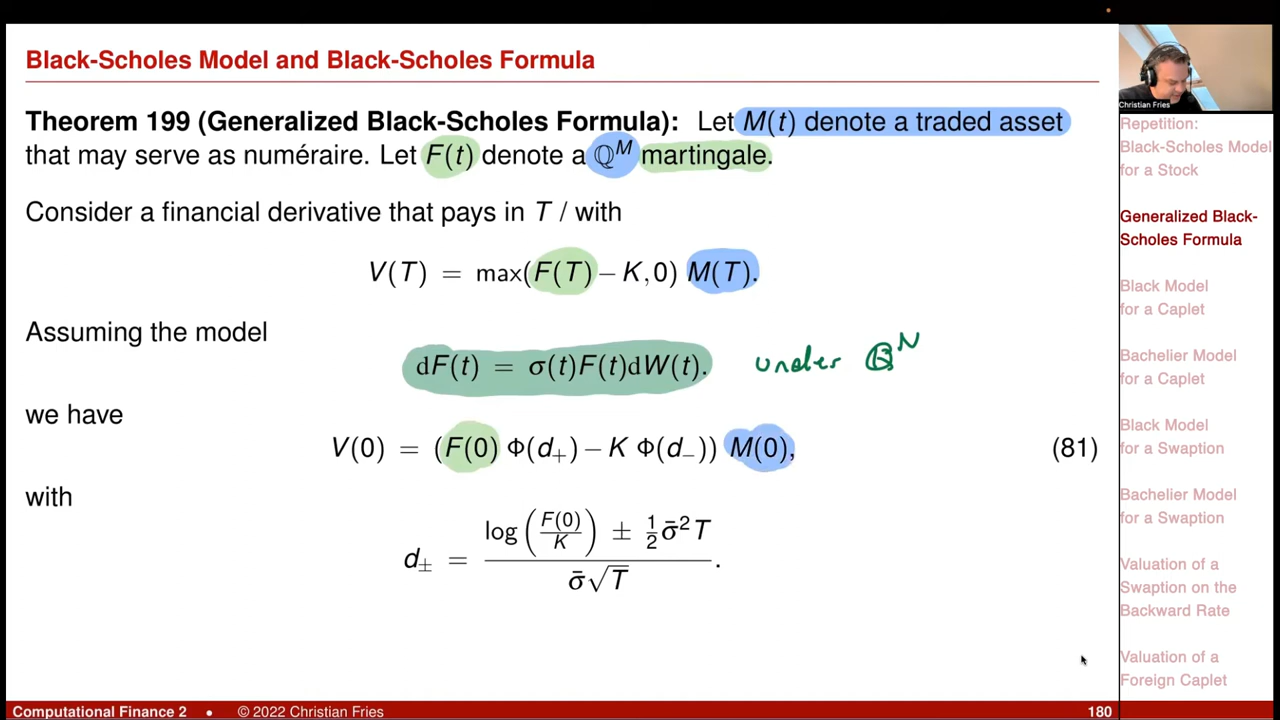 Black-Scholes Model and Black-Scholes Formula
Theorem 199 (Generalized Black-Scholes Formula): Let M(t) denote a traded asset
that may serve as numéraire. Let F(t) denote a ℚ^M martingale.
Consider a financial derivative that pays in T / with
V(T) = max(F(T) − K, 0) M(T).
Assuming the model
dF(t) = σ(t)F(t)dW(t). under ℚ^N
we have
V(0) = (F(0) Φ(d₊) − K Φ(d₋)) M(0), (81)
with
d± = (log(F(0)/K) ± ½σ̄²T) / (σ̄√T).
Computational Finance 2 • © 2022 Christian Fries 180
Christian Fries
Repetition:
Black-Scholes Model
for a Stock
Generalized Black-
Scholes Formula
Black Model
for a Caplet
Bachelier Model
for a Caplet
Black Model
for a Swaption
Bachelier Model
for a Swaption
Valuation of a
Swaption on the
Backward Rate
Valuation of a
Foreign Caplet